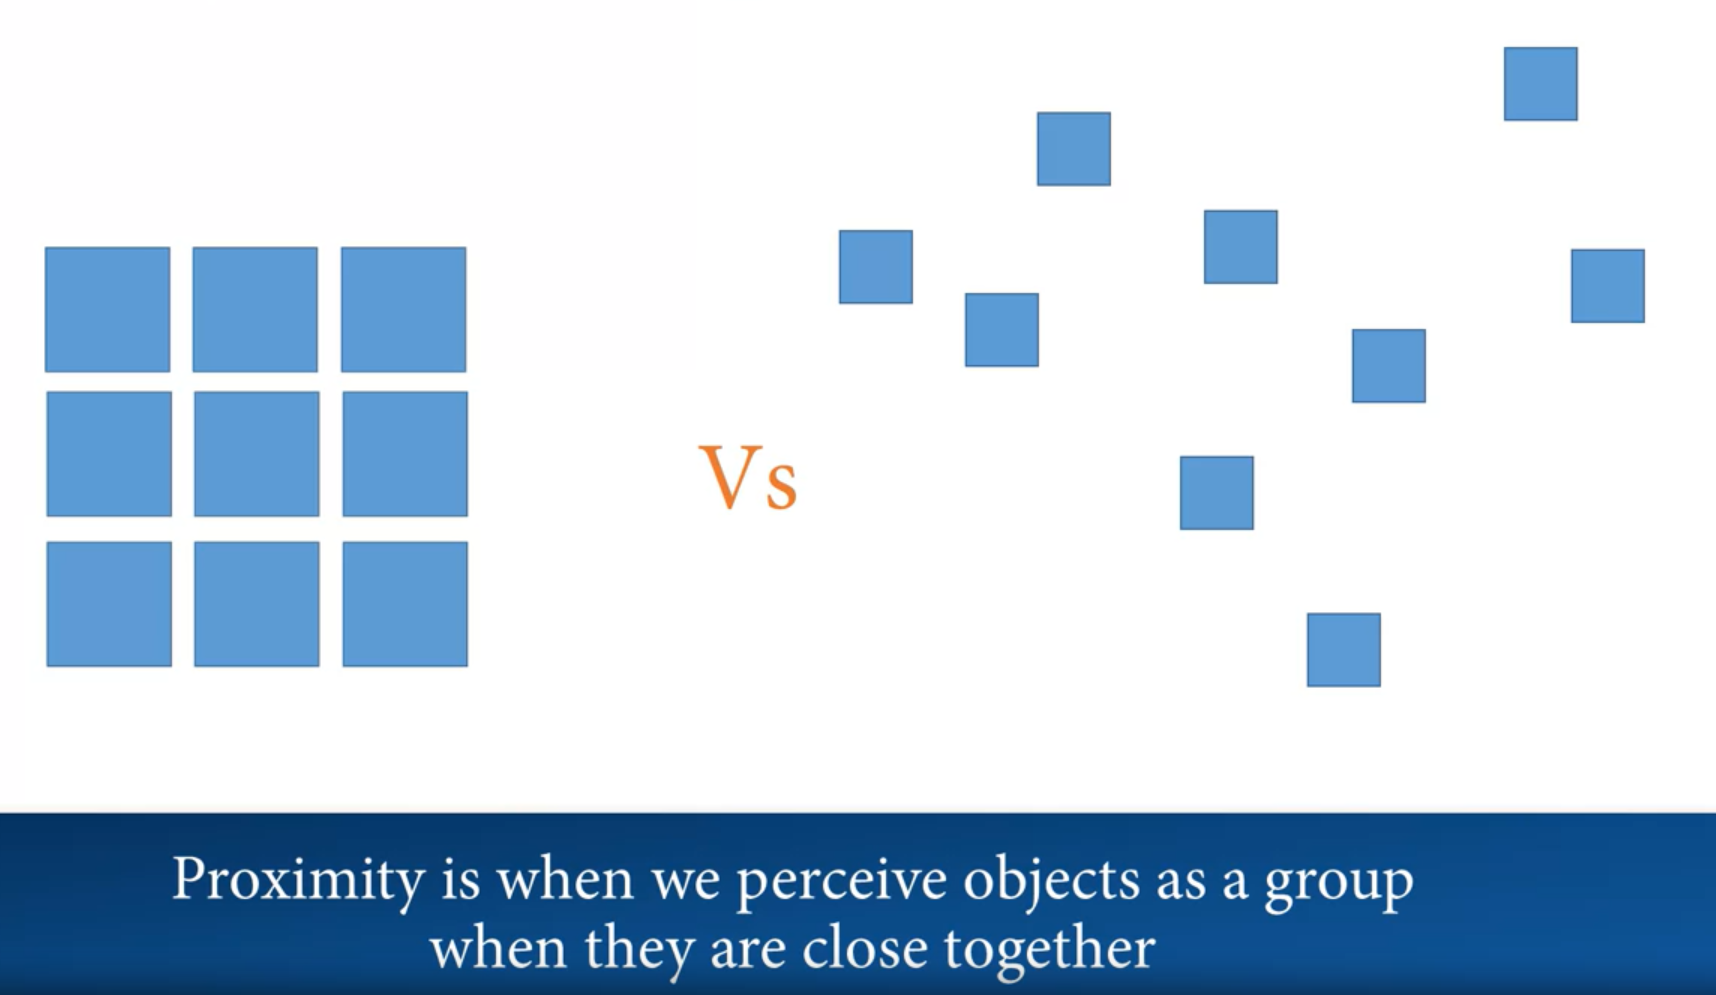 Vs
Proximity is when we perceive objects as a group
when they are close together